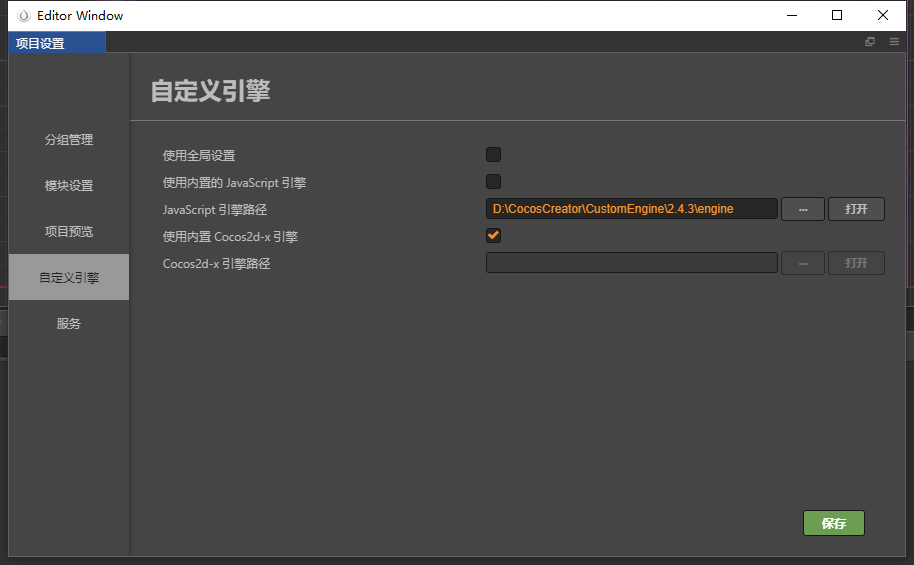 Editor Window
项目设置
自定义引擎
分组管理
模块设置
项目预览
自定义引擎
服务
使用全局设置
使用内置的 JavaScript 引擎
JavaScript 引擎路径 D:\CocosCreator\CustomEngine\2.4.3\engine ... 打开
使用内置 Cocos2d-x 引擎
Cocos2d-x 引擎路径 ... 打开
保存